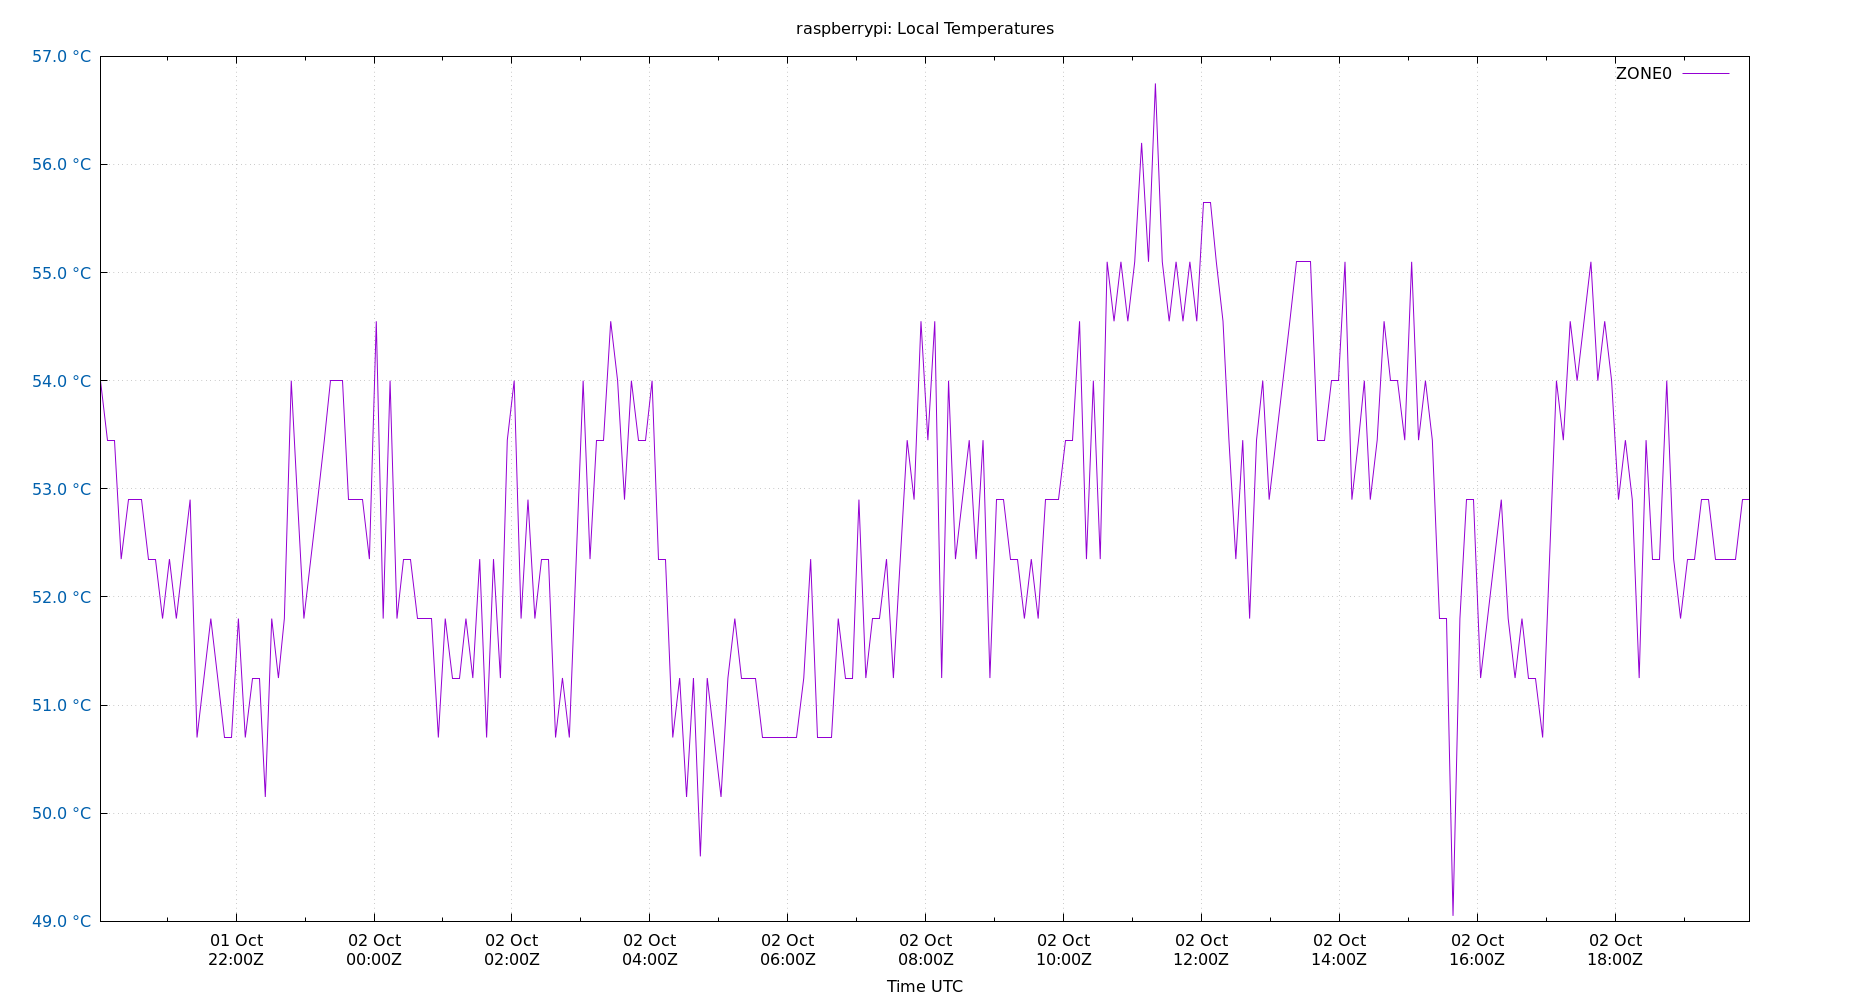 raspberrypi: Local Temperatures
57.0 °C
56.0 °C
55.0 °C
54.0 °C
53.0 °C
52.0 °C
51.0 °C
50.0 °C
49.0 °C
ZONE0
01 Oct 02 Oct 02 Oct 02 Oct 02 Oct 02 Oct 02 Oct 02 Oct 02 Oct 02 Oct 02 Oct
22:00Z 00:00Z 02:00Z 04:00Z 06:00Z 08:00Z 10:00Z 12:00Z 14:00Z 16:00Z 18:00Z
Time UTC